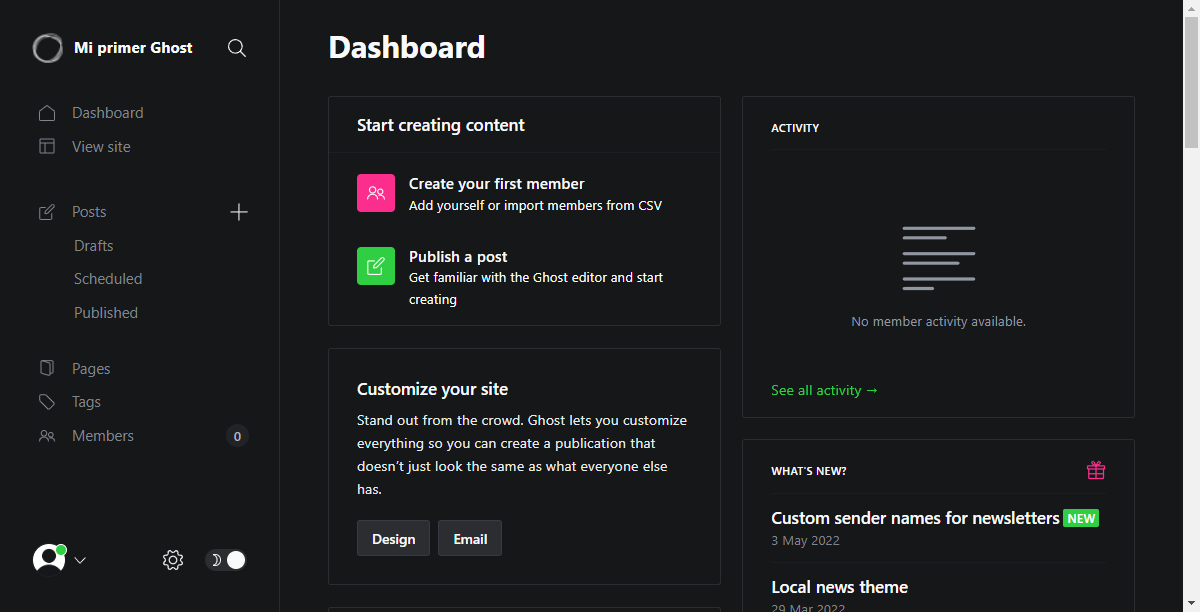 Mi primer Ghost
Dashboard
View site
Posts
Drafts
Scheduled
Published
Pages
Tags
Members
0
Dashboard
Start creating content
Create your first member
Add yourself or import members from CSV
Publish a post
Get familiar with the Ghost editor and start
creating
Customize your site
Stand out from the crowd. Ghost lets you customize
everything so you can create a publication that
doesn't just look the same as what everyone else
has.
Design
Email
ACTIVITY
No member activity available.
See all activity →
WHAT'S NEW?
Custom sender names for newsletters NEW
3 May 2022
Local news theme
29 Mar 2022